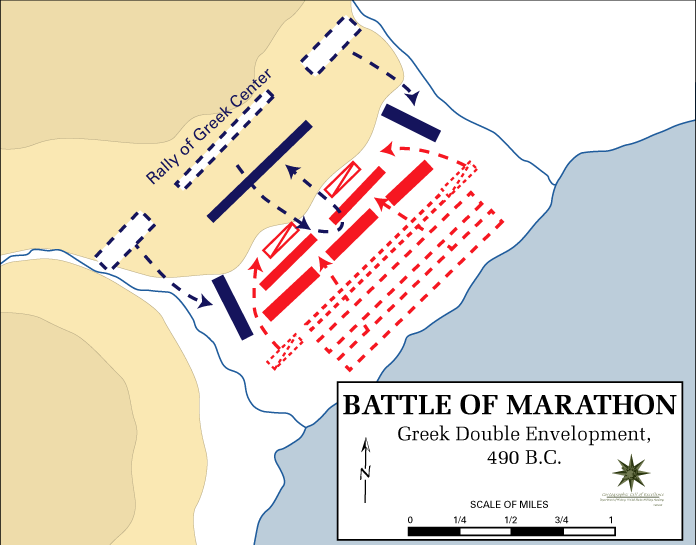 Rally of Greek Center
BATTLE OF MARATHON
Greek Double Envelopment,
490 B.C.
N
SCALE OF MILES
0 1/4 1/2 3/4 1